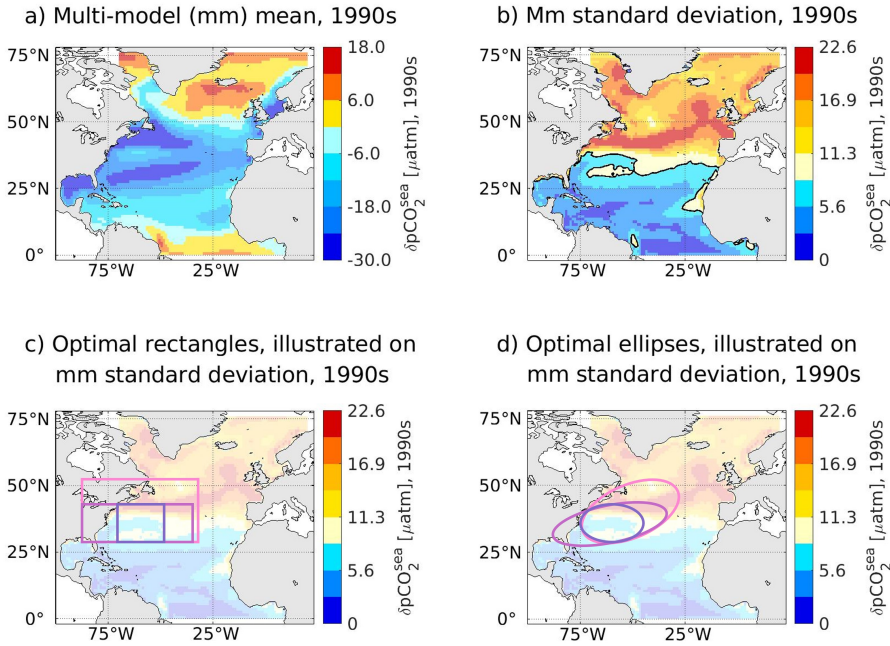 a) Multi-model (mm) mean, 1990s
75°N
50°N
25°N
0°
75°W
25°W
18.0
6.0
-6.0
-18.0
-30.0
δpCO₂ˢᵉᵃ [μatm], 1990s
b) Mm standard deviation, 1990s
75°N
50°N
25°N
0°
75°W
25°W
22.6
16.9
11.3
5.6
0
δpCO₂ˢᵉᵃ [μatm], 1990s
c) Optimal rectangles, illustrated on
mm standard deviation, 1990s
75°N
50°N
25°N
0°
75°W
25°W
22.6
16.9
11.3
5.6
0
δpCO₂ˢᵉᵃ [μatm], 1990s
d) Optimal ellipses, illustrated on
mm standard deviation, 1990s
75°N
50°N
25°N
0°
75°W
25°W
22.6
16.9
11.3
5.6
0
δpCO₂ˢᵉᵃ [μatm], 1990s